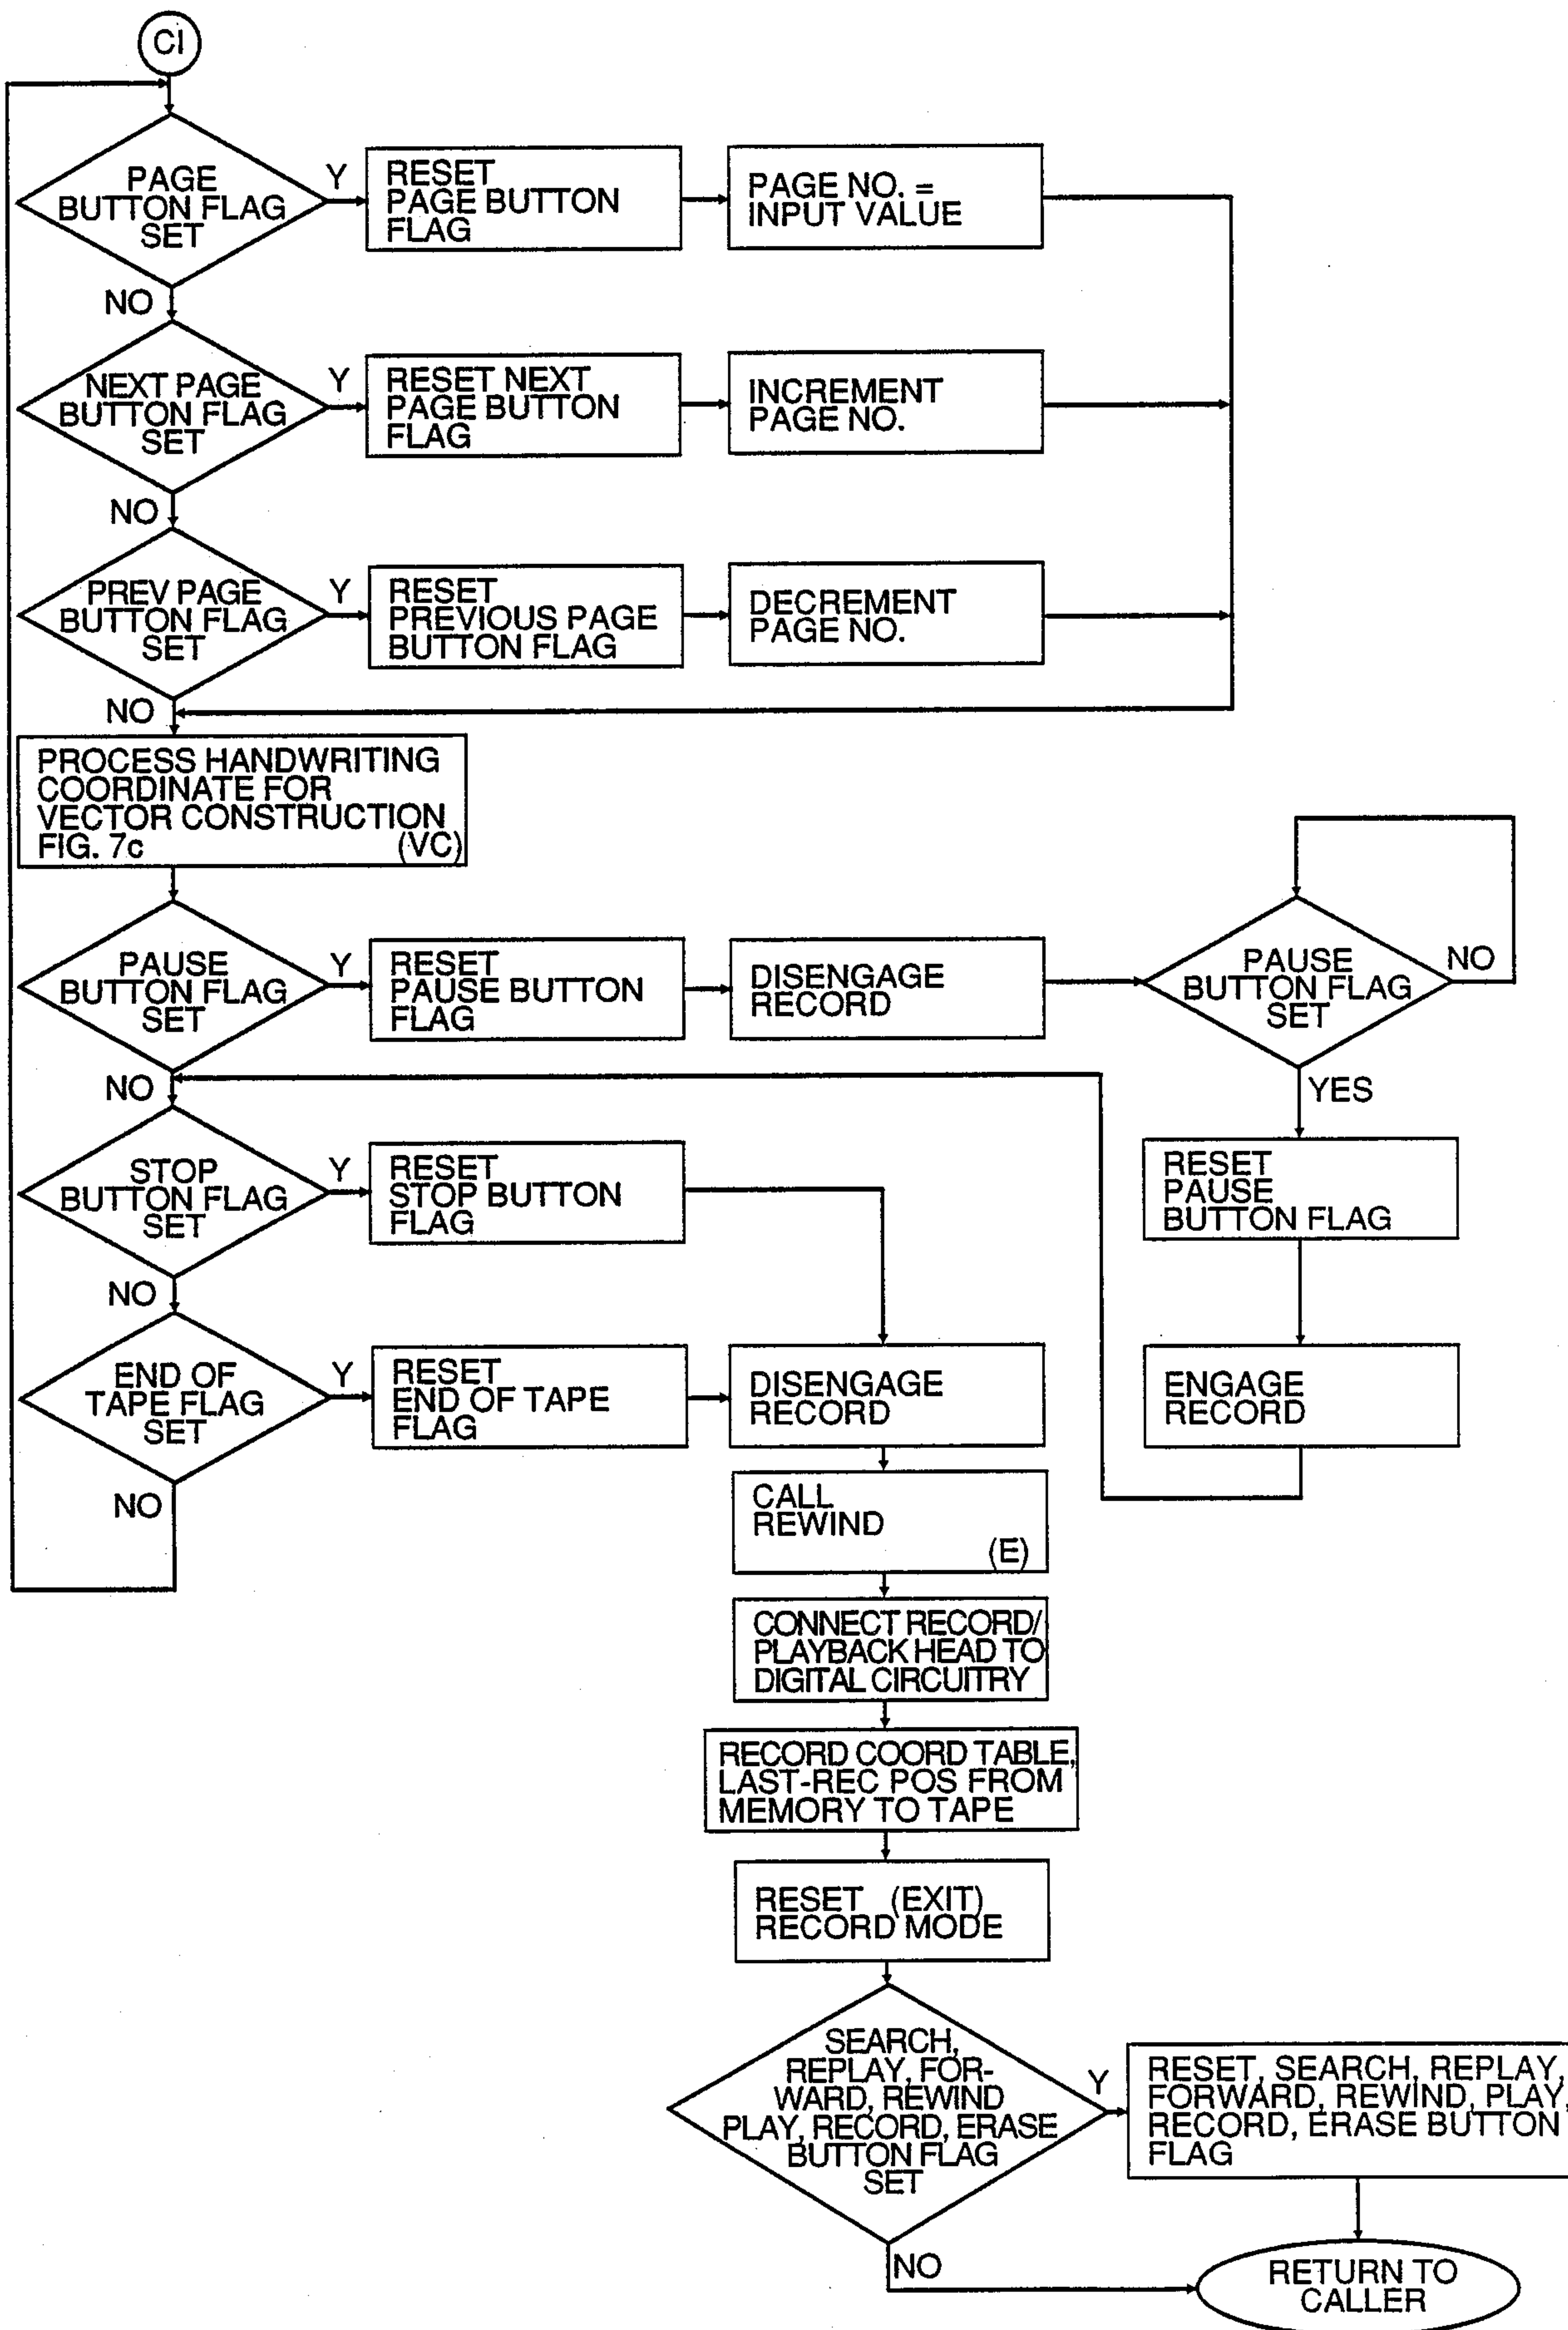 CI
PAGE
BUTTON FLAG
SET
Y
RESET
PAGE BUTTON
FLAG
PAGE NO. =
INPUT VALUE
NO
NEXT PAGE
BUTTON FLAG
SET
Y
RESET NEXT
PAGE BUTTON
FLAG
INCREMENT
PAGE NO.
NO
PREV PAGE
BUTTON FLAG
SET
Y
RESET
PREVIOUS PAGE
BUTTON FLAG
DECREMENT
PAGE NO.
NO
PROCESS HANDWRITING
COORDINATE FOR
VECTOR CONSTRUCTION
FIG. 7c (VC)
PAUSE
BUTTON FLAG
SET
Y
RESET
PAUSE BUTTON
FLAG
DISENGAGE
RECORD
PAUSE
BUTTON FLAG
SET
NO
YES
RESET
PAUSE
BUTTON FLAG
ENGAGE
RECORD
NO
STOP
BUTTON FLAG
SET
Y
RESET
STOP BUTTON
FLAG
NO
END OF
TAPE FLAG
SET
Y
RESET
END OF TAPE
FLAG
DISENGAGE
RECORD
NO
CALL
REWIND
(E)
CONNECT RECORD/
PLAYBACK HEAD TO
DIGITAL CIRCUITRY
RECORD COORD TABLE,
LAST-REC POS FROM
MEMORY TO TAPE
RESET (EXIT)
RECORD MODE
SEARCH,
REPLAY, FOR-
WARD, REWIND
PLAY, RECORD, ERASE
BUTTON FLAG
SET
Y
RESET, SEARCH, REPLAY,
FORWARD, REWIND, PLAY,
RECORD, ERASE BUTTON
FLAG
NO
RETURN TO
CALLER